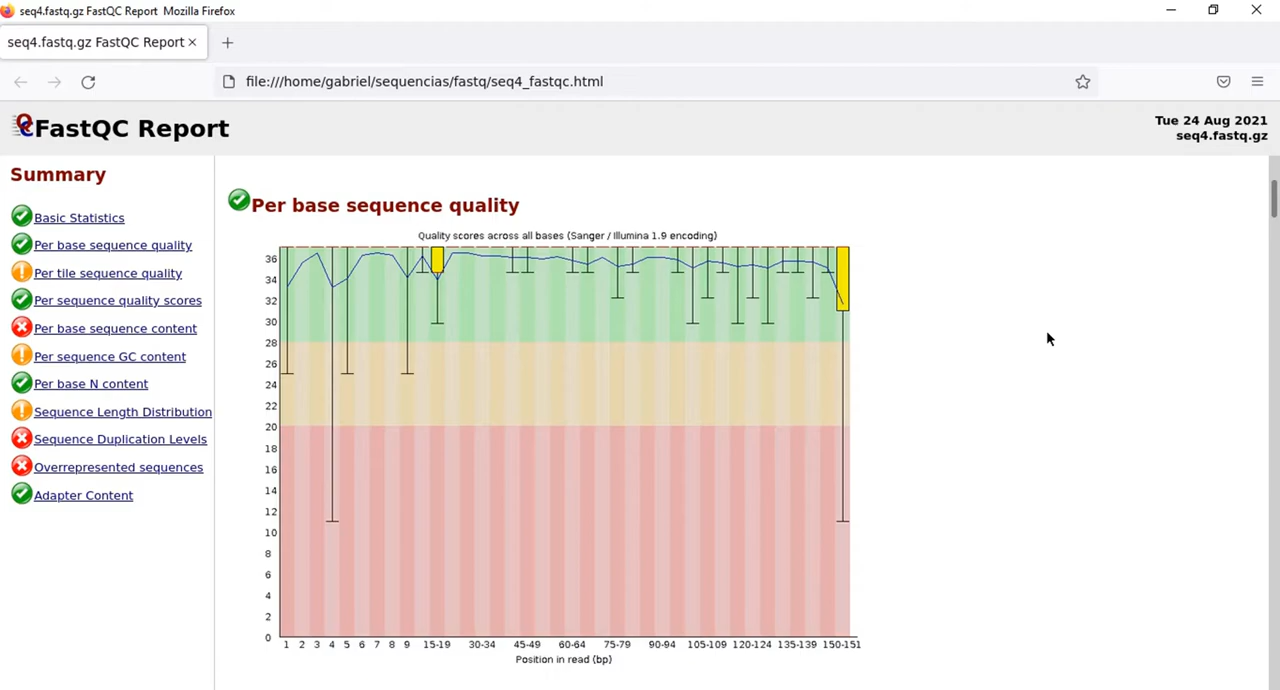 seq4.fastq.gz FastQC Report  Mozilla Firefox
seq4.fastq.gz FastQC Report
file:///home/gabriel/sequencias/fastq/seq4_fastqc.html
FastQC Report
Tue 24 Aug 2021
seq4.fastq.gz
Summary
Basic Statistics
Per base sequence quality
Per tile sequence quality
Per sequence quality scores
Per base sequence content
Per sequence GC content
Per base N content
Sequence Length Distribution
Sequence Duplication Levels
Overrepresented sequences
Adapter Content
Per base sequence quality
Quality scores across all bases (Sanger / Illumina 1.9 encoding)
36
34
32
30
28
26
24
22
20
18
16
14
12
10
8
6
4
2
0
1 2 3 4 5 6 7 8 9 15-19 30-34 45-49 60-64 75-79 90-94 105-109 120-124 135-139 150-151
Position in read (bp)